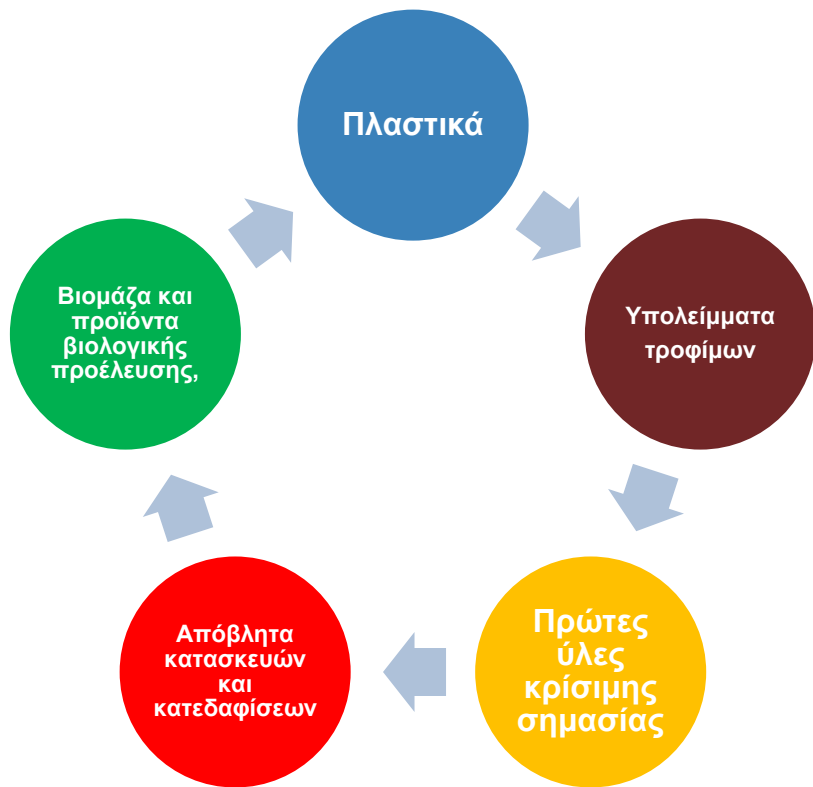 Πλαστικά
Υπολείμματα
τροφίμων
Πρώτες
ύλες
κρίσιμης
σημασίας
Απόβλητα
κατασκευών
και
κατεδαφίσεων
Βιομάζα και
προϊόντα
βιολογικής
προέλευσης,